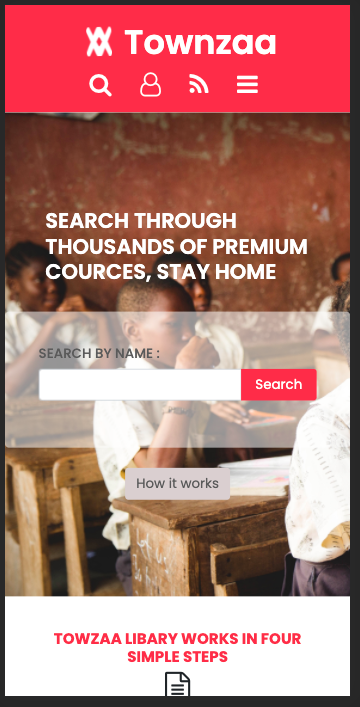 Townzaa
SEARCH THROUGH
THOUSANDS OF PREMIUM
COURCES, STAY HOME
SEARCH BY NAME :
Search
How it works
TOWZAA LIBARY WORKS IN FOUR
SIMPLE STEPS